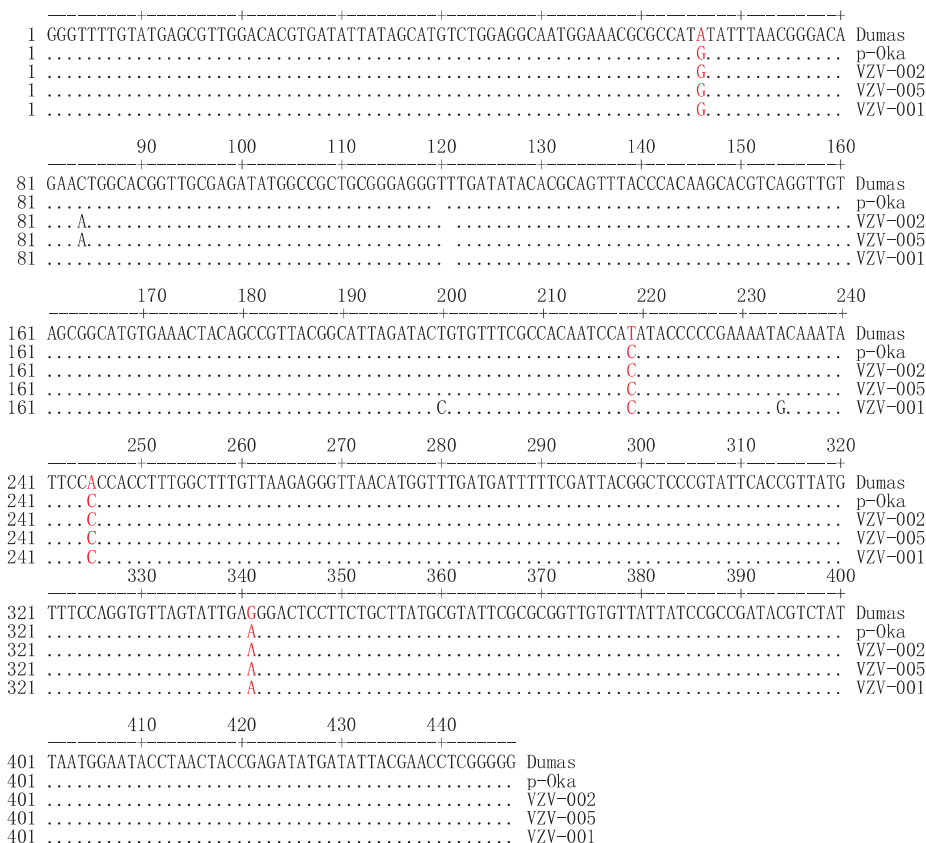 ---------+---------+---------+---------+---------+---------+---------+---------+
1 GGGTTTTGTATGAGCGTTGGACACGTGATATTATAGCATGTCTGGAGGCAATGGAAACGCGCCATATATTTAACGGGACA Dumas
1 .................................................................G.............. p-Oka
1 .................................................................G.............. VZV-002
1 .................................................................G.............. VZV-005
1 .................................................................G.............. VZV-001
90 100 110 120 130 140 150 160
---------+---------+---------+---------+---------+---------+---------+---------+
81 GAACTGGCACGGTTGCGAGATATGGCCGCTGCGGGAGGGTTTGATATACACGCAGTTTACCCACAAGCACGTCAGGTTGT Dumas
81 ....................................... ........................................ p-Oka
81 ...A............................................................................ VZV-002
81 ...A.................................... ........................................ VZV-005
81 ................................................................................ VZV-001
170 180 190 200 210 220 230 240
---------+---------+---------+---------+---------+---------+---------+---------+
161 AGCGGCATGTGAAACTACAGCCGTTACGGCATTAGATACTGTGTTTCGCCACAATCCATATACCCCCGAAAATACAAATA Dumas
161 ..........................................................C..................... p-Oka
161 ..........................................................C..................... VZV-002
161 ..........................................................C..................... VZV-005
161 .......................................C..................C..............G...... VZV-001
250 260 270 280 290 300 310 320
---------+---------+---------+---------+---------+---------+---------+---------+
241 TTCCACCACCTTTGGCTTTGTTAAGAGGGTTAACATGGTTTGATGATTTTTCGATTACGGCTCCCGTATTCACCGTTATG Dumas
241 ....C........................................................................... p-Oka
241 ....C........................................................................... VZV-002
241 ....C........................................................................... VZV-005
241 ....C........................................................................... VZV-001
330 340 350 360 370 380 390 400
---------+---------+---------+---------+---------+---------+---------+---------+
321 TTTCCAGGTGTTAGTATTGAGGGACTCCTTCTGCTTATGCGTATTCGCGCGGTTGTGTTATTATCCGCCGATACGTCTAT Dumas
321 ....................A........................................................... p-Oka
321 ....................A........................................................... VZV-002
321 ....................A........................................................... VZV-005
321 ....................A........................................................... VZV-001
410 420 430 440
---------+---------+---------+---------+-------
401 TAATGGAATACCTAACTACCGAGATATGATATTACGAACCTCGGGGG Dumas
401 ............................................... p-Oka
401 ............................................... VZV-002
401 ............................................... VZV-005
401 ............................................... VZV-001